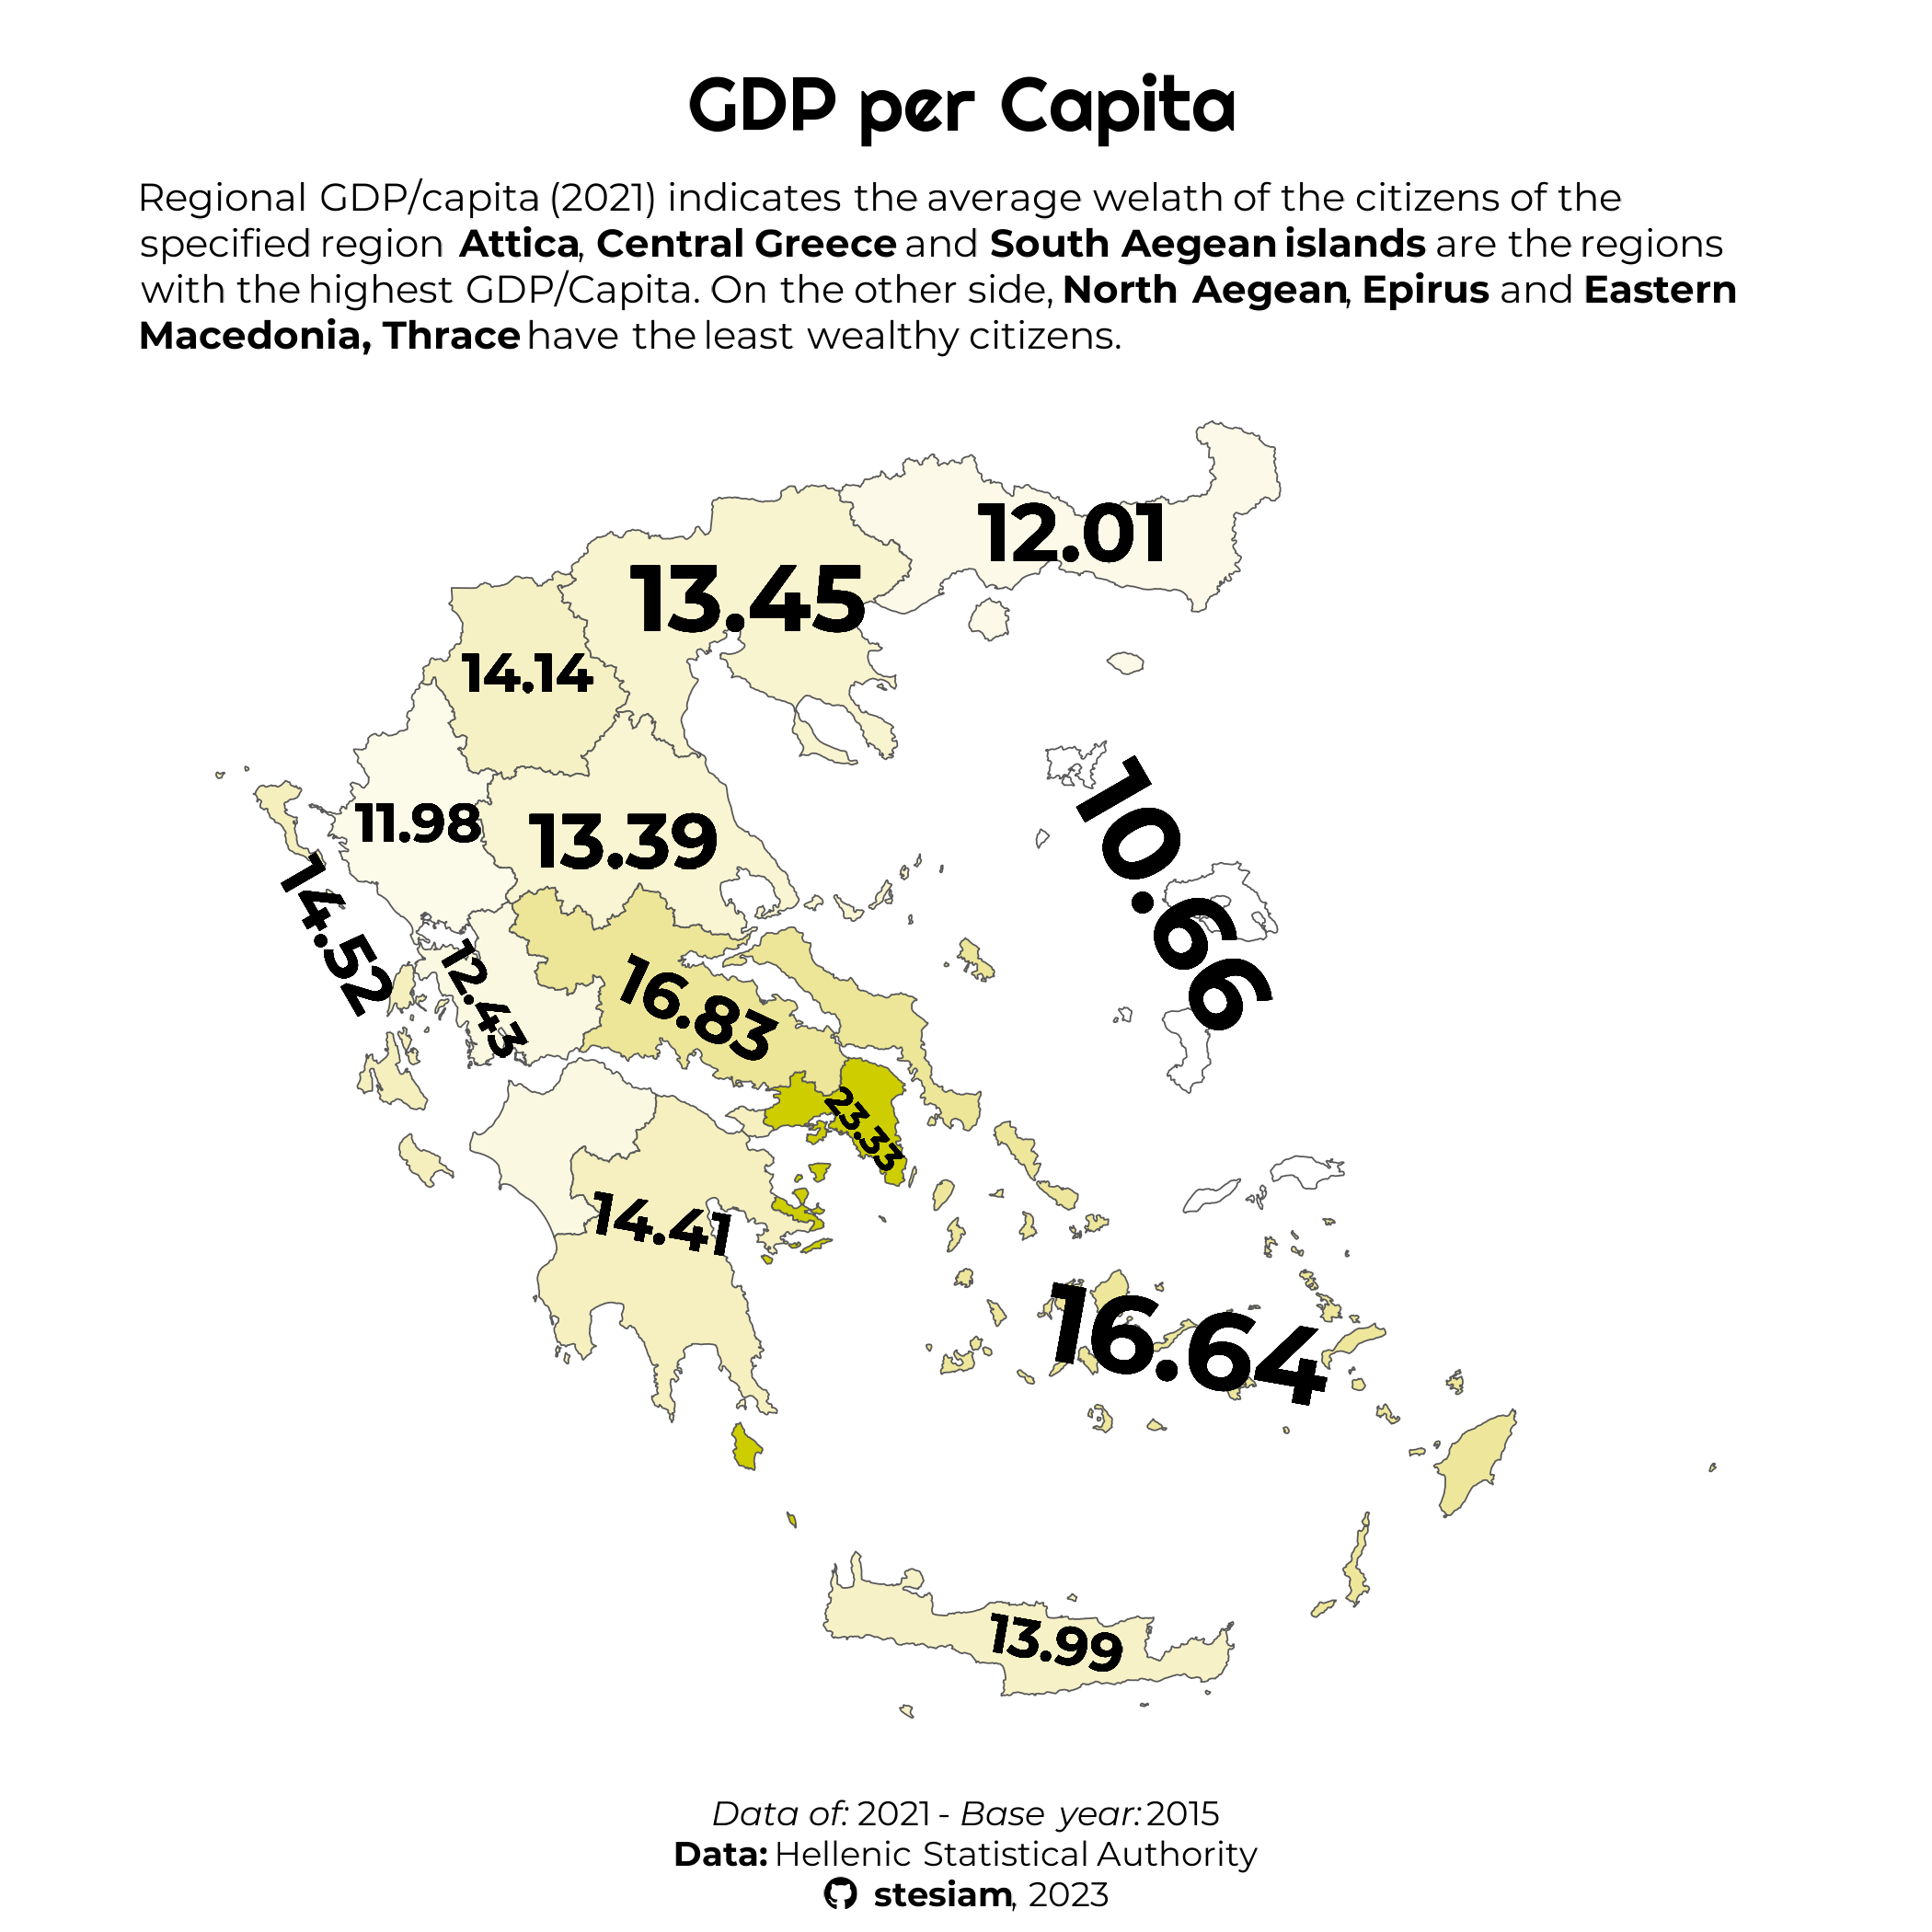 GDP per Capita
Regional GDP/capita (2021) indicates the average welath of the citizens of the
specified region Attica, Central Greece and South Aegean islands are the regions
with the highest GDP/Capita. On the other side, North Aegean, Epirus and Eastern
Macedonia, Thrace have the least wealthy citizens.
12.01
13.45
14.14
10.66
11.98
13.39
14.52
12.43
16.83
23.33
14.41
16.64
13.99
Data of: 2021 - Base year: 2015
Data: Hellenic Statistical Authority
stesiam, 2023